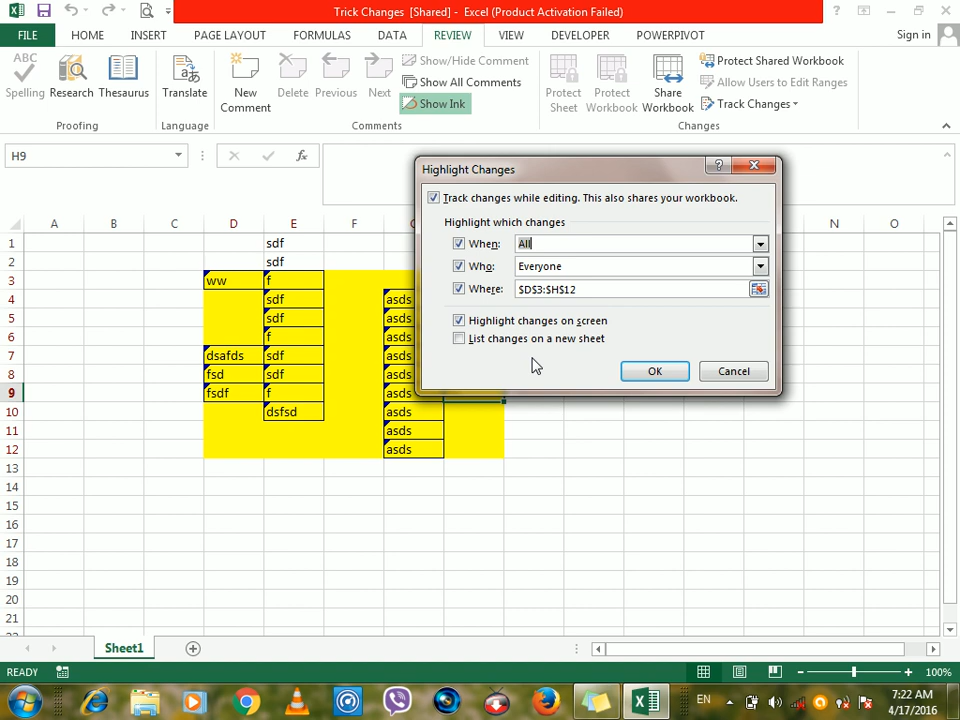 Trick Changes [Shared] - Excel (Product Activation Failed)
FILE HOME INSERT PAGE LAYOUT FORMULAS DATA REVIEW VIEW DEVELOPER POWERPIVOT Sign in
ABC
Spelling Research Thesaurus
Proofing
Translate
Language
New Comment Delete Previous Next
Show/Hide Comment
Show All Comments
Show Ink
Comments
Protect Sheet Protect Workbook Share Workbook
Protect Shared Workbook
Allow Users to Edit Ranges
Track Changes
Changes
H9
fx
Highlight Changes
Track changes while editing. This also shares your workbook.
Highlight which changes
When: All
Who: Everyone
Where: $D$3:$H$12
Highlight changes on screen
List changes on a new sheet
OK Cancel
A B C D E F G N O
1 sdf
2 sdf
3 ww f
4 sdf asds
5 sdf asds
6 f asds
7 dsafds sdf asds
8 fsd sdf asds
9 fsdf f asds
10 dsfsd asds
11 asds
12 asds
13
14
15
16
17
18
19
20
21
Sheet1
READY 100%
EN
7:22 AM
4/17/2016